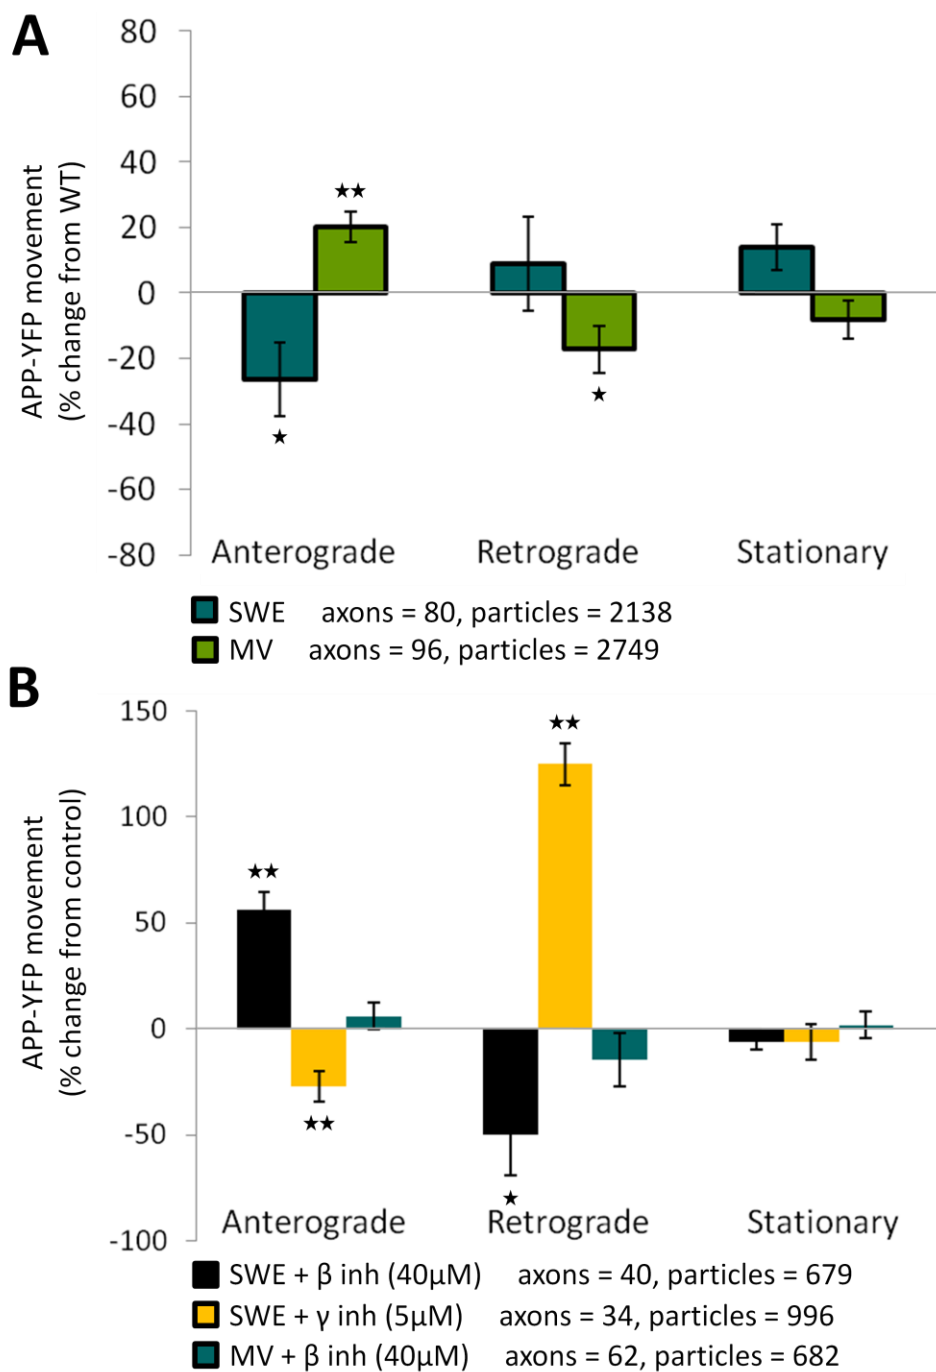 A
80
60
40
20
0
-20
-40
-60
-80
APP-YFP movement
(% change from WT)
★★
★
★
Anterograde Retrograde Stationary
SWE axons = 80, particles = 2138
MV axons = 96, particles = 2749
B
150
100
50
0
-50
-100
APP-YFP movement
(% change from control)
★★
★★
★★
★
Anterograde Retrograde Stationary
SWE + β inh (40μM) axons = 40, particles = 679
SWE + γ inh (5μM) axons = 34, particles = 996
MV + β inh (40μM) axons = 62, particles = 682